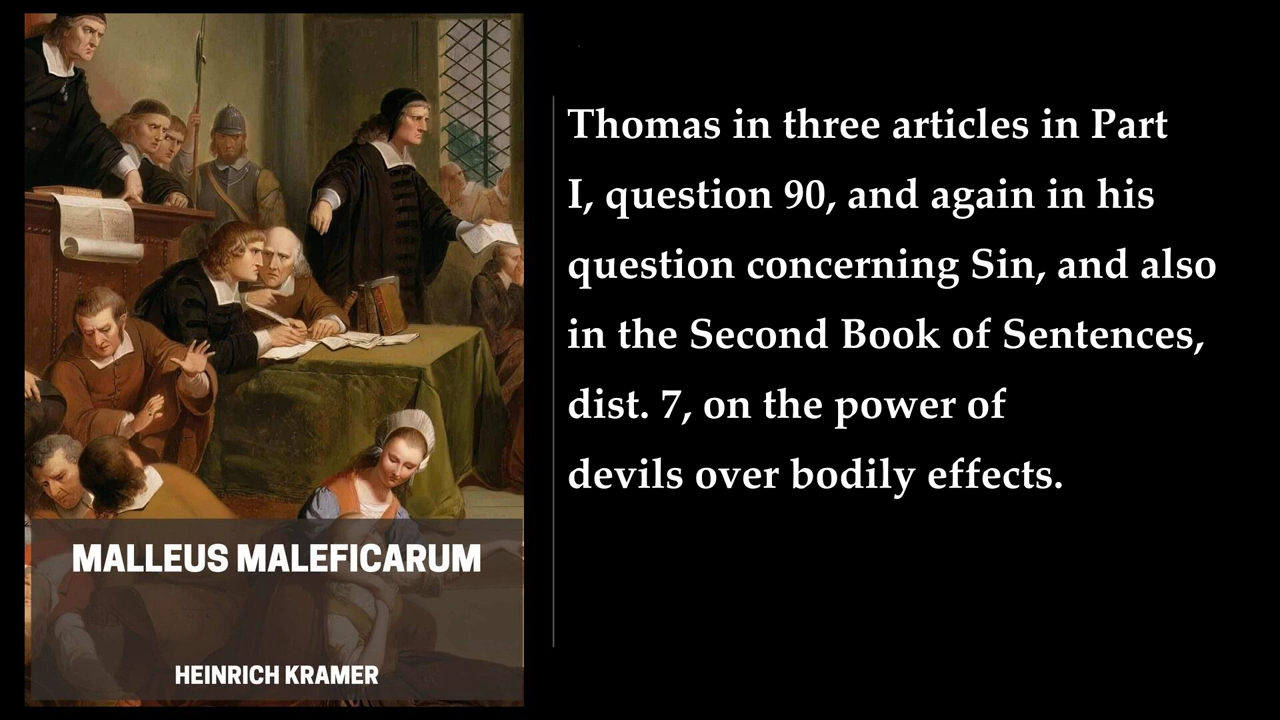 MALLEUS MALEFICARUM
HEINRICH KRAMER
Thomas in three articles in Part
I, question 90, and again in his
question concerning Sin, and also
in the Second Book of Sentences,
dist. 7, on the power of
devils over bodily effects.